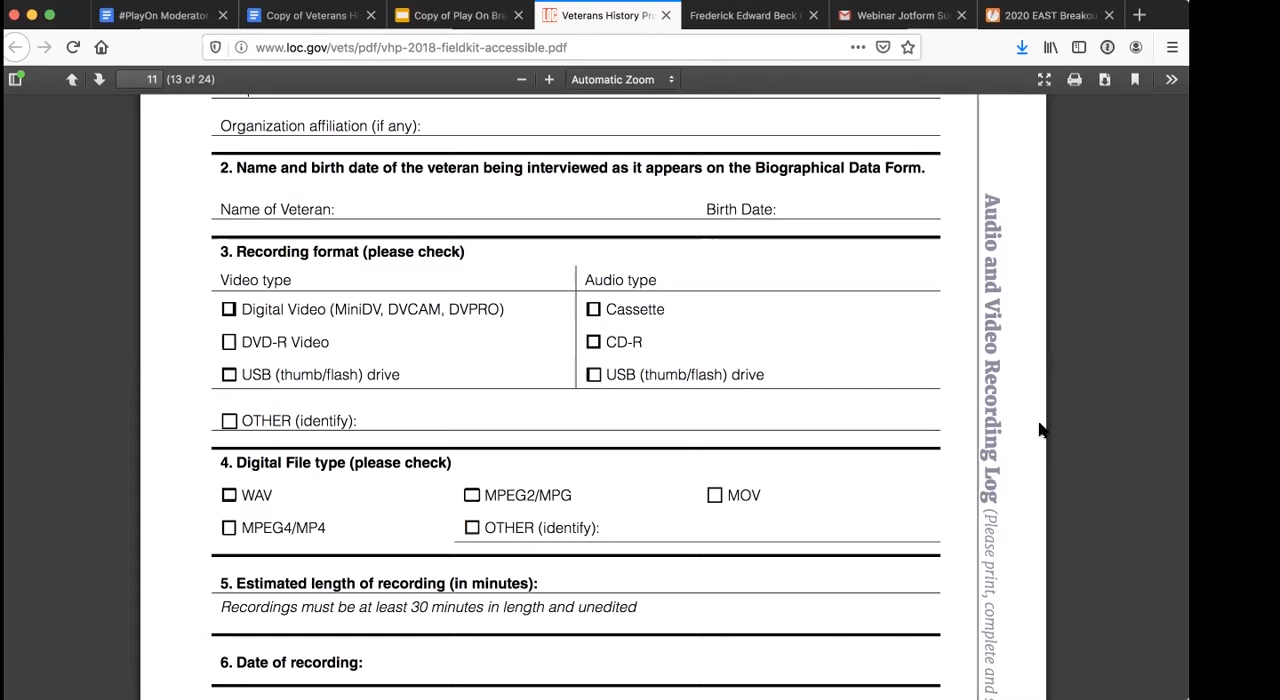 #PlayOn Moderator
Copy of Veterans Hi
Copy of Play On Bre
Veterans History Pro
Frederick Edward Beck
Webinar Jotform Su
2020 EAST Breakou
www.loc.gov/vets/pdf/vhp-2018-fieldkit-accessible.pdf
11 (13 of 24)
Automatic Zoom
Organization affiliation (if any):
2. Name and birth date of the veteran being interviewed as it appears on the Biographical Data Form.
Name of Veteran: Birth Date:
3. Recording format (please check)
Video type Audio type
Digital Video (MiniDV, DVCAM, DVPRO) Cassette
DVD-R Video CD-R
USB (thumb/flash) drive USB (thumb/flash) drive
OTHER (identify):
4. Digital File type (please check)
WAV MPEG2/MPG MOV
MPEG4/MP4 OTHER (identify):
5. Estimated length of recording (in minutes):
Recordings must be at least 30 minutes in length and unedited
6. Date of recording:
Audio and Video Recording Log (Please print, complete and